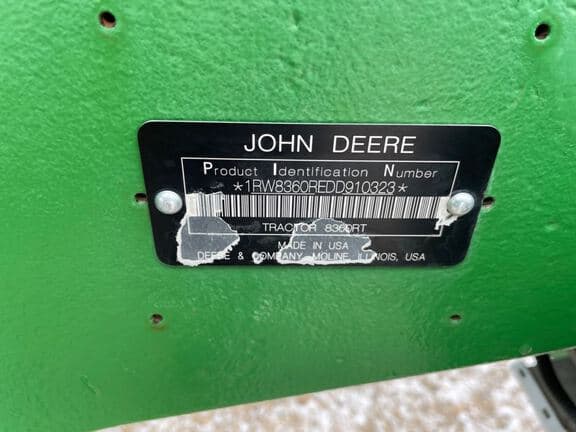 JOHN DEERE
Product Identification Number
*1RW8360REDD910323*
TRACTOR 8360RT
MADE IN USA
DEERE & COMPANY MOLINE, ILLINOIS, USA